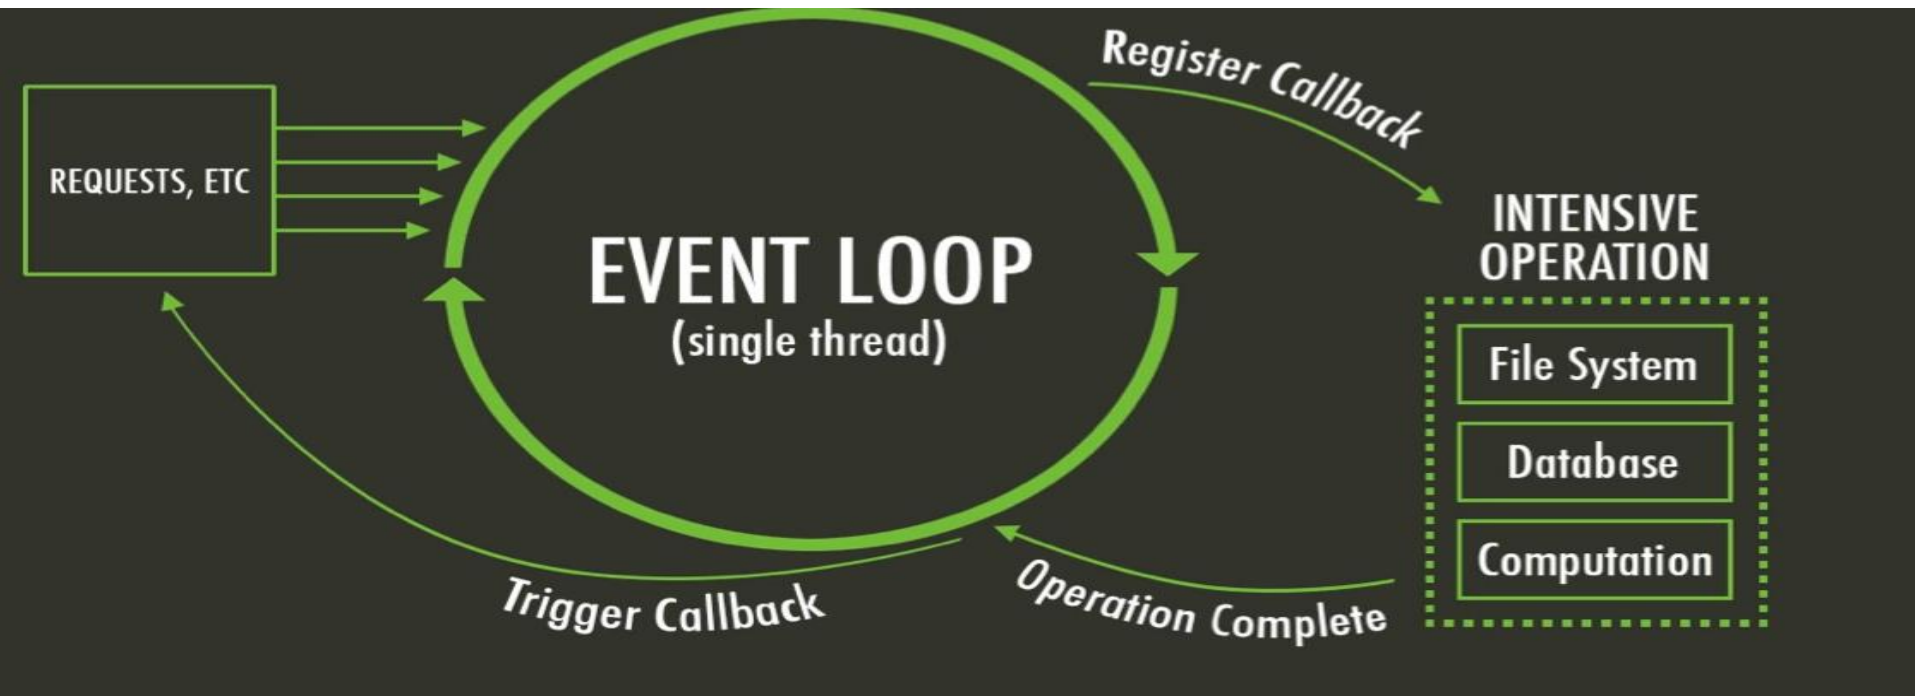 Register Callback
REQUESTS, ETC
INTENSIVE
OPERATION
EVENT LOOP
(single thread)
File System
Database
Computation
Trigger Callback
Operation Complete